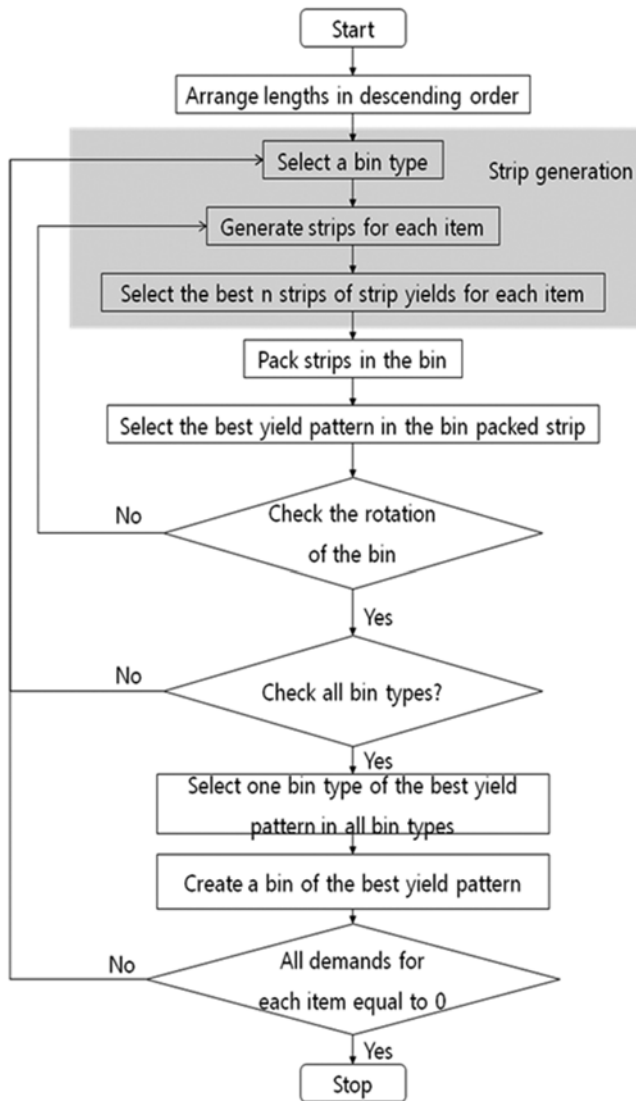 Start
Arrange lengths in descending order
Select a bin type
Strip generation
Generate strips for each item
Select the best n strips of strip yields for each item
Pack strips in the bin
Select the best yield pattern in the bin packed strip
No
Check the rotation
of the bin
Yes
No
Check all bin types?
Yes
Select one bin type of the best yield
pattern in all bin types
Create a bin of the best yield pattern
No
All demands for
each item equal to 0
Yes
Stop